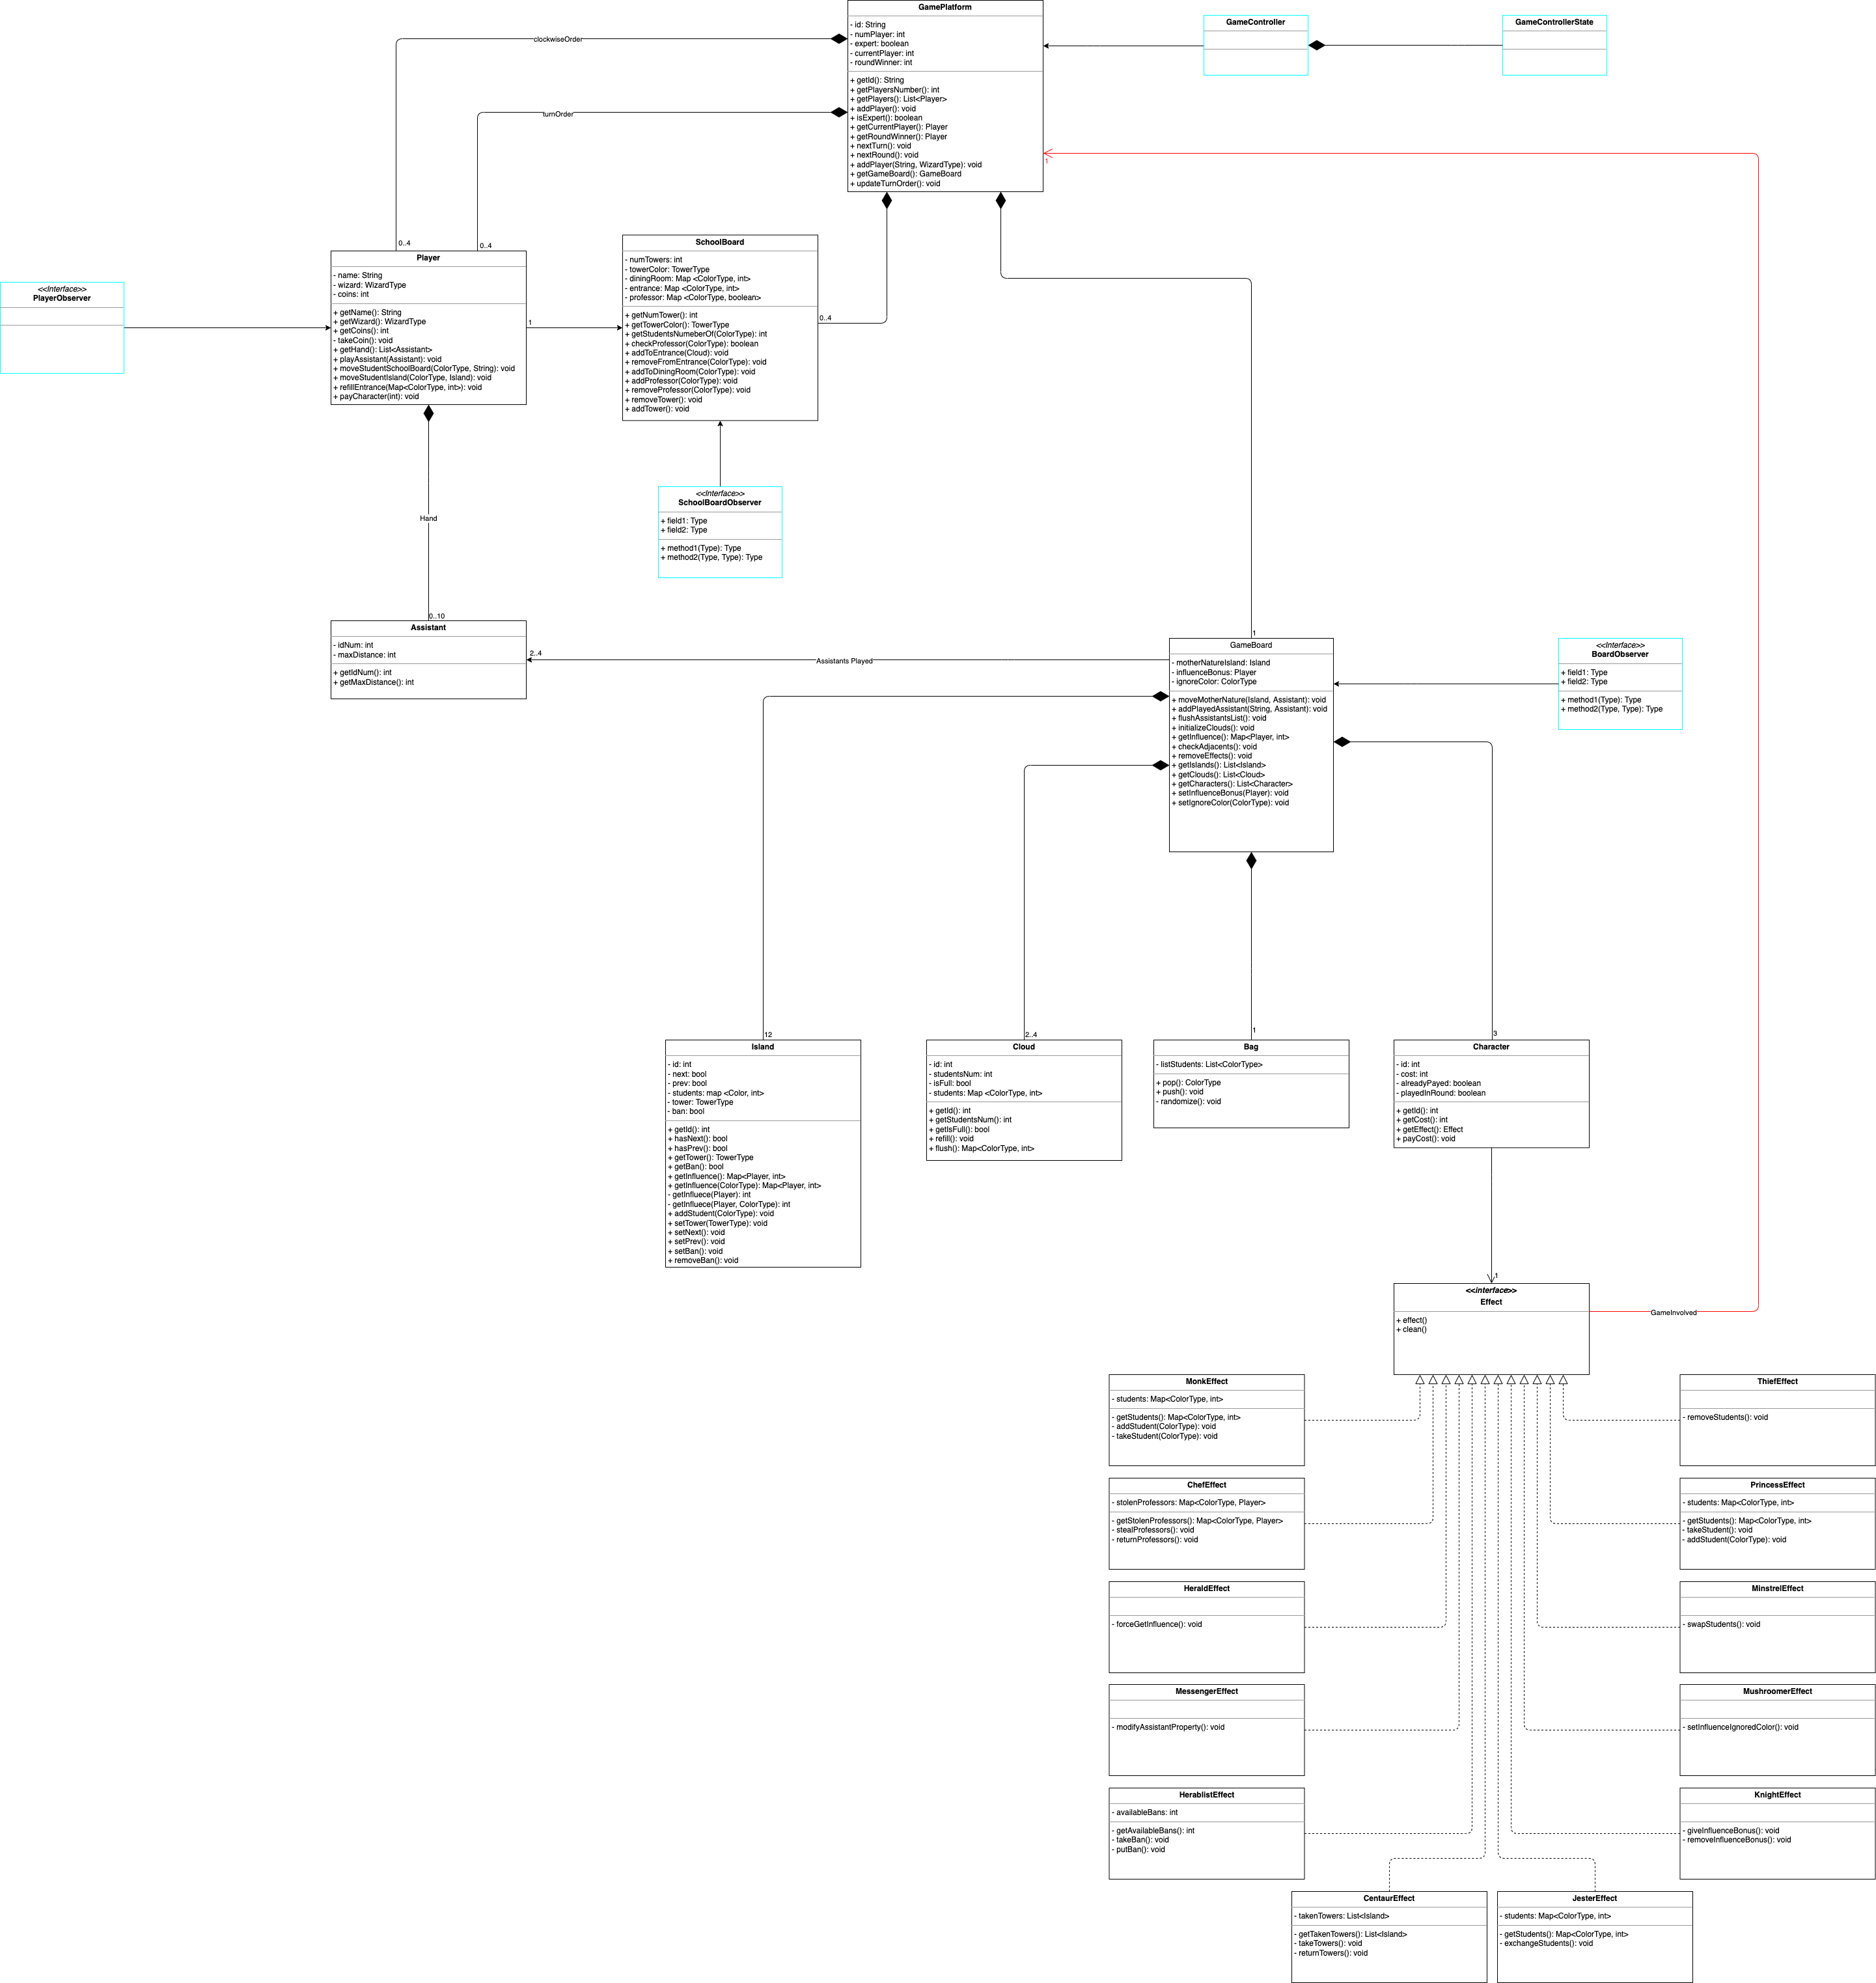 GamePlatform
- id: String
- numPlayer: int
- expert: boolean
- currentPlayer: int
- roundWinner: int
+ getId(): String
+ getPlayersNumber(): int
+ getPlayers(): List<Player>
+ addPlayer(): void
+ isExpert(): boolean
+ getCurrentPlayer(): Player
+ getRoundWinner(): Player
+ nextTurn(): void
+ nextRound(): void
+ addPlayer(String, WizardType): void
+ getGameBoard(): GameBoard
+ updateTurnOrder(): void
GameController
GameControllerState
clockwiseOrder
turnOrder
1
0..4
0..4
<<Interface>>
PlayerObserver
Player
- name: String
- wizard: WizardType
- coins: int
+ getName(): String
+ getWizard(): WizardType
+ getCoins(): int
- takeCoin(): void
+ getHand(): List<Assistant>
+ playAssistant(Assistant): void
+ moveStudentSchoolBoard(ColorType, String): void
+ moveStudentIsland(ColorType, Island): void
+ refillEntrance(Map<ColorType, int>): void
+ payCharacter(int): void
1
SchoolBoard
- numTowers: int
- towerColor: TowerType
- diningRoom: Map <ColorType, int>
- entrance: Map <ColorType, int>
- professor: Map <ColorType, boolean>
+ getNumTower(): int
+ getTowerColor(): TowerType
+ getStudentsNumeberOf(ColorType): int
+ checkProfessor(ColorType): boolean
+ addToEntrance(Cloud): void
+ removeFromEntrance(ColorType): void
+ addToDiningRoom(ColorType): void
+ addProfessor(ColorType): void
+ removeProfessor(ColorType): void
+ removeTower(): void
+ addTower(): void
0..4
<<Interface>>
SchoolBoardObserver
+ field1: Type
+ field2: Type
+ method1(Type): Type
+ method2(Type, Type): Type
Hand
0..10
Assistant
- idNum: int
- maxDistance: int
+ getIdNum(): int
+ getMaxDistance(): int
2..4
Assistants Played
1
GameBoard
- motherNatureIsland: Island
- influenceBonus: Player
- ignoreColor: ColorType
+ moveMotherNature(Island, Assistant): void
+ addPlayedAssistant(String, Assistant): void
+ flushAssistantsList(): void
+ initializeClouds(): void
+ getInfluence(): Map<Player, int>
+ checkAdjacents(): void
+ removeEffects(): void
+ getIslands(): List<Island>
+ getClouds(): List<Cloud>
+ getCharacters(): List<Character>
+ setInfluenceBonus(Player): void
+ setIgnoreColor(ColorType): void
<<Interface>>
BoardObserver
+ field1: Type
+ field2: Type
+ method1(Type): Type
+ method2(Type, Type): Type
12
2..4
1
3
Island
- id: int
- next: bool
- prev: bool
- students: map <Color, int>
- tower: TowerType
- ban: bool
+ getId(): int
+ hasNext(): bool
+ hasPrev(): bool
+ getTower(): TowerType
+ getBan(): bool
+ getInfluence(): Map<Player, int>
+ getInfluence(ColorType): Map<Player, int>
- getInfluece(Player): int
- getInfluece(Player, ColorType): int
+ addStudent(ColorType): void
+ setTower(TowerType): void
+ setNext(): void
+ setPrev(): void
+ setBan(): void
+ removeBan(): void
Cloud
- id: int
- studentsNum: int
- isFull: bool
- students: Map <ColorType, int>
+ getId(): int
+ getStudentsNum(): int
+ getIsFull(): bool
+ refill(): void
+ flush(): Map<ColorType, int>
Bag
- listStudents: List<ColorType>
+ pop(): ColorType
+ push(): void
- randomize(): void
Character
- id: int
- cost: int
- alreadyPayed: boolean
- playedInRound: boolean
+ getId(): int
+ getCost(): int
+ getEffect(): Effect
+ payCost(): void
1
<<interface>>
Effect
+ effect()
+ clean()
GameInvolved
MonkEffect
- students: Map<ColorType, int>
- getStudents(): Map<ColorType, int>
- addStudent(ColorType): void
- takeStudent(ColorType): void
ThiefEffect
- removeStudents(): void
ChefEffect
- stolenProfessors: Map<ColorType, Player>
- getStolenProfessors(): Map<ColorType, Player>
- stealProfessors(): void
- returnProfessors(): void
PrincessEffect
- students: Map<ColorType, int>
- getStudents(): Map<ColorType, int>
- takeStudent(): void
- addStudent(ColorType): void
HeraldEffect
- forceGetInfluence(): void
MinstrelEffect
- swapStudents(): void
MessengerEffect
- modifyAssistantProperty(): void
MushroomerEffect
- setInfluenceIgnoredColor(): void
HerablistEffect
- availableBans: int
- getAvailableBans(): int
- takeBan(): void
- putBan(): void
KnightEffect
- giveInfluenceBonus(): void
- removeInfluenceBonus(): void
CentaurEffect
- takenTowers: List<Island>
- getTakenTowers(): List<Island>
- takeTowers(): void
- returnTowers(): void
JesterEffect
- students: Map<ColorType, int>
- getStudents(): Map<ColorType, int>
- exchangeStudents(): void